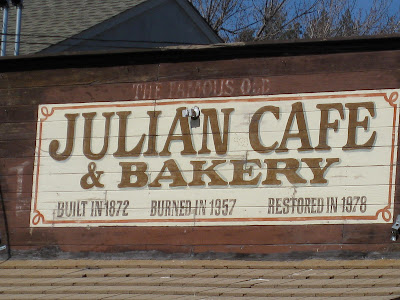 THE FAMOUS OLD
JULIAN CAFE
& BAKERY
BUILT IN 1872 BURNED IN 1957 RESTORED IN 1978